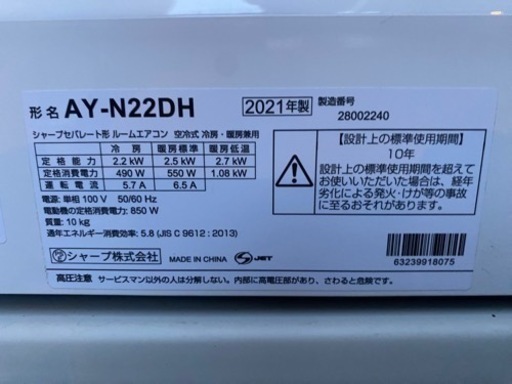 形名 AY-N22DH 2021年製 製造番号 28002240
シャープセパレート形 ルームエアコン 空冷式 冷房・暖房兼用
冷 房 暖房標準 暖房低温
定 格 能 力 2.2 kW 2.5 kW 2.7 kW
定格消費電力 490 W 550 W 1.08 kW
運 転 電 流 5.7 A 6.5 A
電源: 単相 100 V 50/60 Hz
電動機の定格消費電力: 850 W
質量: 10 kg
通年エネルギー消費効率: 5.8 (JIS C 9612 : 2013)
シャープ株式会社 MADE IN CHINA JET
【設計上の標準使用期間】
10年
設計上の標準使用期間を超えて
お使いいただいた場合は、経年
劣化による発火・けが等の事故
に至るおそれがあります。
63239918075
高圧注意 サービスマン以外の人は分解しない。内部に高電圧部があり、さわると危険です。